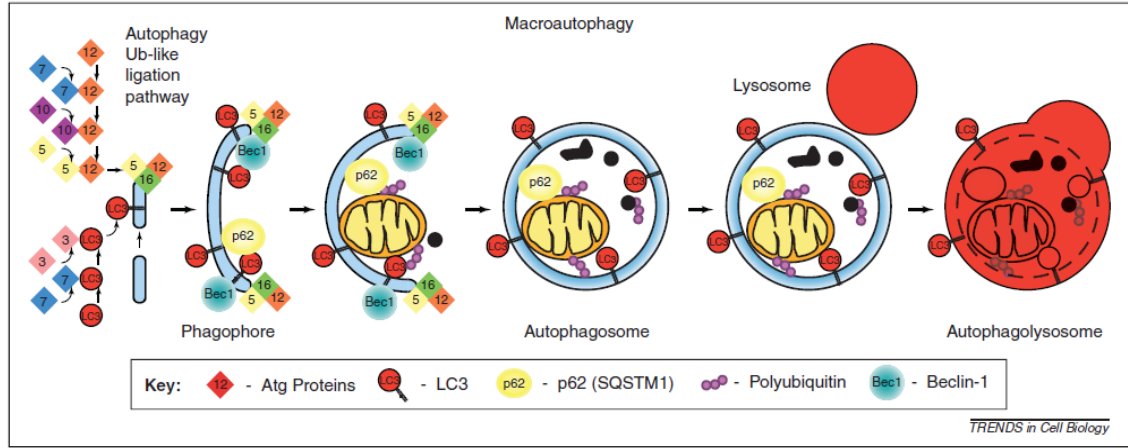 Macroautophagy
Autophagy
Ub-like
ligation
pathway
12
7
7 12
10
10 12
5
5 12
5 12
16
LC3
3
3 LC3
7 LC3
7
LC3
LC3 5 12
16
Bec1
LC3
p62
LC3
LC3
Bec1 16
5 12
LC3 5 12
16
Bec1
p62
LC3
LC3
Bec1 16
5 12
LC3
p62
LC3
LC3
LC3
Lysosome
LC3
p62
LC3
LC3
LC3
LC3
LC3
Phagophore
Autophagosome
Autophagolysosome
Key: 12 - Atg Proteins LC3 - LC3 p62 - p62 (SQSTM1) - Polyubiquitin Bec1 - Beclin-1
TRENDS in Cell Biology